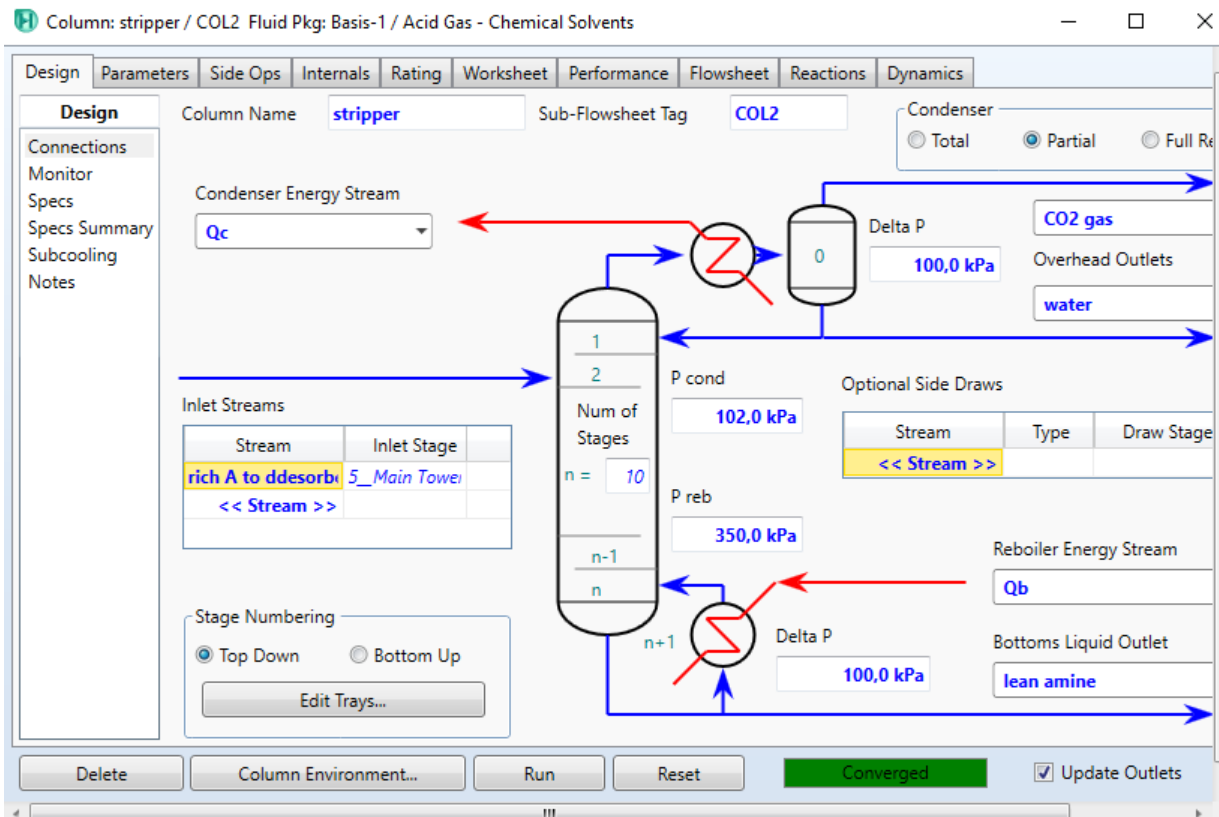 Column: stripper / COL2 Fluid Pkg: Basis-1 / Acid Gas - Chemical Solvents
Design Parameters Side Ops Internals Rating Worksheet Performance Flowsheet Reactions Dynamics
Design
Connections
Monitor
Specs
Specs Summary
Subcooling
Notes
Column Name stripper Sub-Flowsheet Tag COL2
Condenser
Total Partial Full Re
Condenser Energy Stream
Qc
0
Delta P
100,0 kPa
CO2 gas
Overhead Outlets
water
1
2
Num of
Stages
n = 10
n-1
n
n+1
P cond
102,0 kPa
P reb
350,0 kPa
Inlet Streams
Stream Inlet Stage
rich A to ddesorb 5__Main Tower
<< Stream >>
Optional Side Draws
Stream Type Draw Stage
<< Stream >>
Stage Numbering
Top Down Bottom Up
Edit Trays...
Delta P
100,0 kPa
Reboiler Energy Stream
Qb
Bottoms Liquid Outlet
lean amine
Delete Column Environment... Run Reset Converged Update Outlets